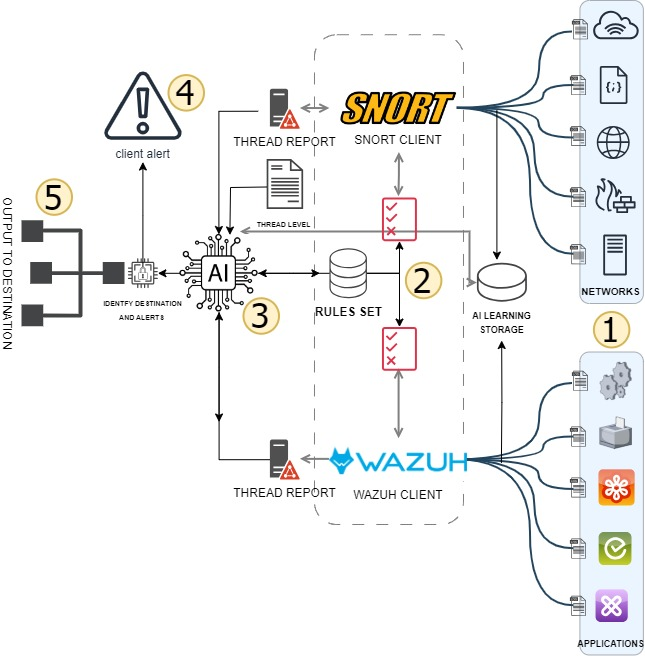 SNORT
SNORT CLIENT
{;}
THREAD REPORT
4
client alert
5
OUTPUT TO DESTINATION
THREAD LEVEL
AI
3
2
RULES SET
IDENTFY DESTINATION
AND ALERTS
AI LEARNING
STORAGE
NETWORKS
1
WAZUH
WAZUH CLIENT
THREAD REPORT
APPLICATIONS